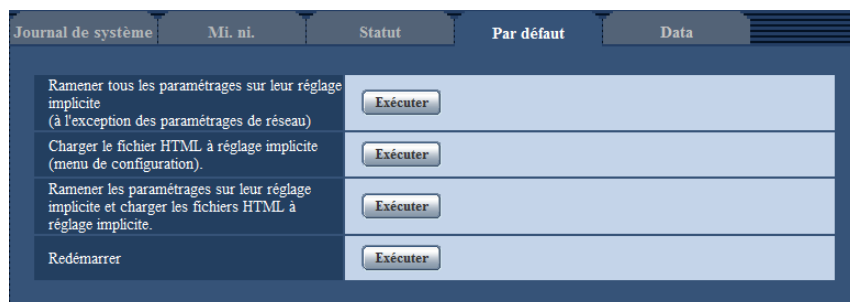 Journal de système Mi. ni. Statut Par défaut Data
Ramener tous les paramétrages sur leur réglage
implicite
(à l'exception des paramétrages de réseau)
Exécuter
Charger le fichier HTML à réglage implicite
(menu de configuration).
Exécuter
Ramener les paramétrages sur leur réglage
implicite et charger les fichiers HTML à
réglage implicite.
Exécuter
Redémarrer
Exécuter